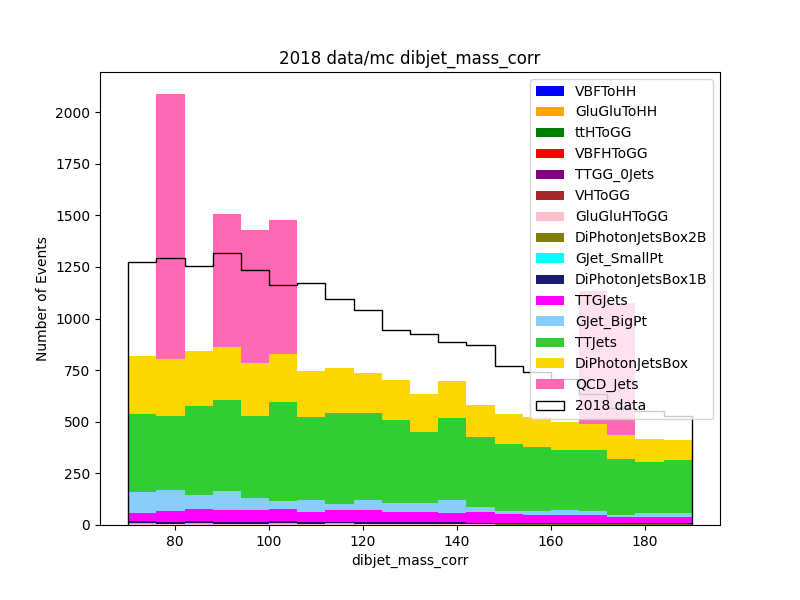 2018 data/mc dibjet_mass_corr
Number of Events
2000
1750
1500
1250
1000
750
500
250
0
80
100
120
140
160
180
dibjet_mass_corr
VBFToHH
GluGluToHH
ttHToGG
VBFHToGG
TTGG_0Jets
VHToGG
GluGluHToGG
DiPhotonJetsBox2B
GJet_SmallPt
DiPhotonJetsBox1B
TTGJets
GJet_BigPt
TTJets
DiPhotonJetsBox
QCD_Jets
2018 data